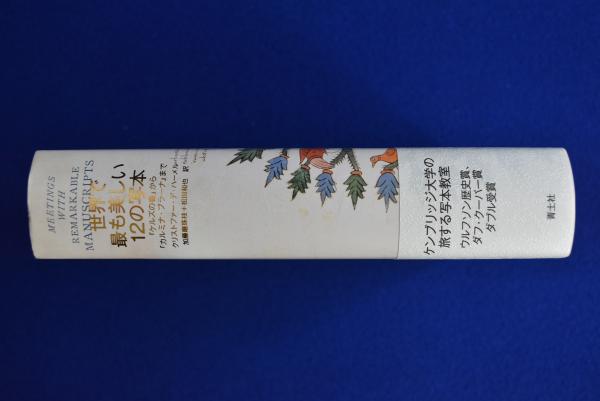 MEETINGS
WITH
REMARKABLE
MANUSCRIPTS
世界で
最も美しい
12の写本
『ケルズの書』から
『カルミナ・ブラーナ』まで
クリストファー・デ・ハーメル
加藤磨珠枝+松田和也 訳
ケンブリッジ大学の
旅する写本教室
ウルフソン歴史賞、
ダフ・クーパー賞
ダブル受賞
青土社